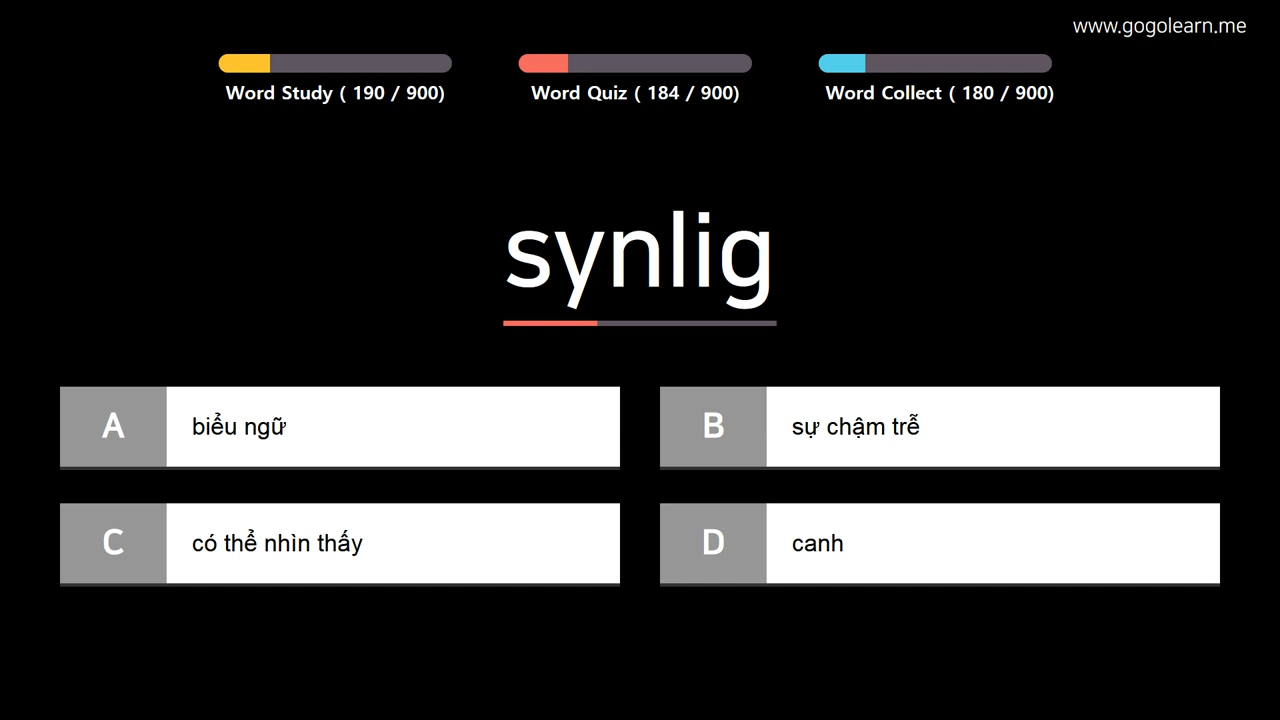 www.gogolearn.me
Word Study ( 190 / 900)
Word Quiz ( 184 / 900)
Word Collect ( 180 / 900)
synlig
A biểu ngữ
B sự chậm trễ
C có thể nhìn thấy
D canh